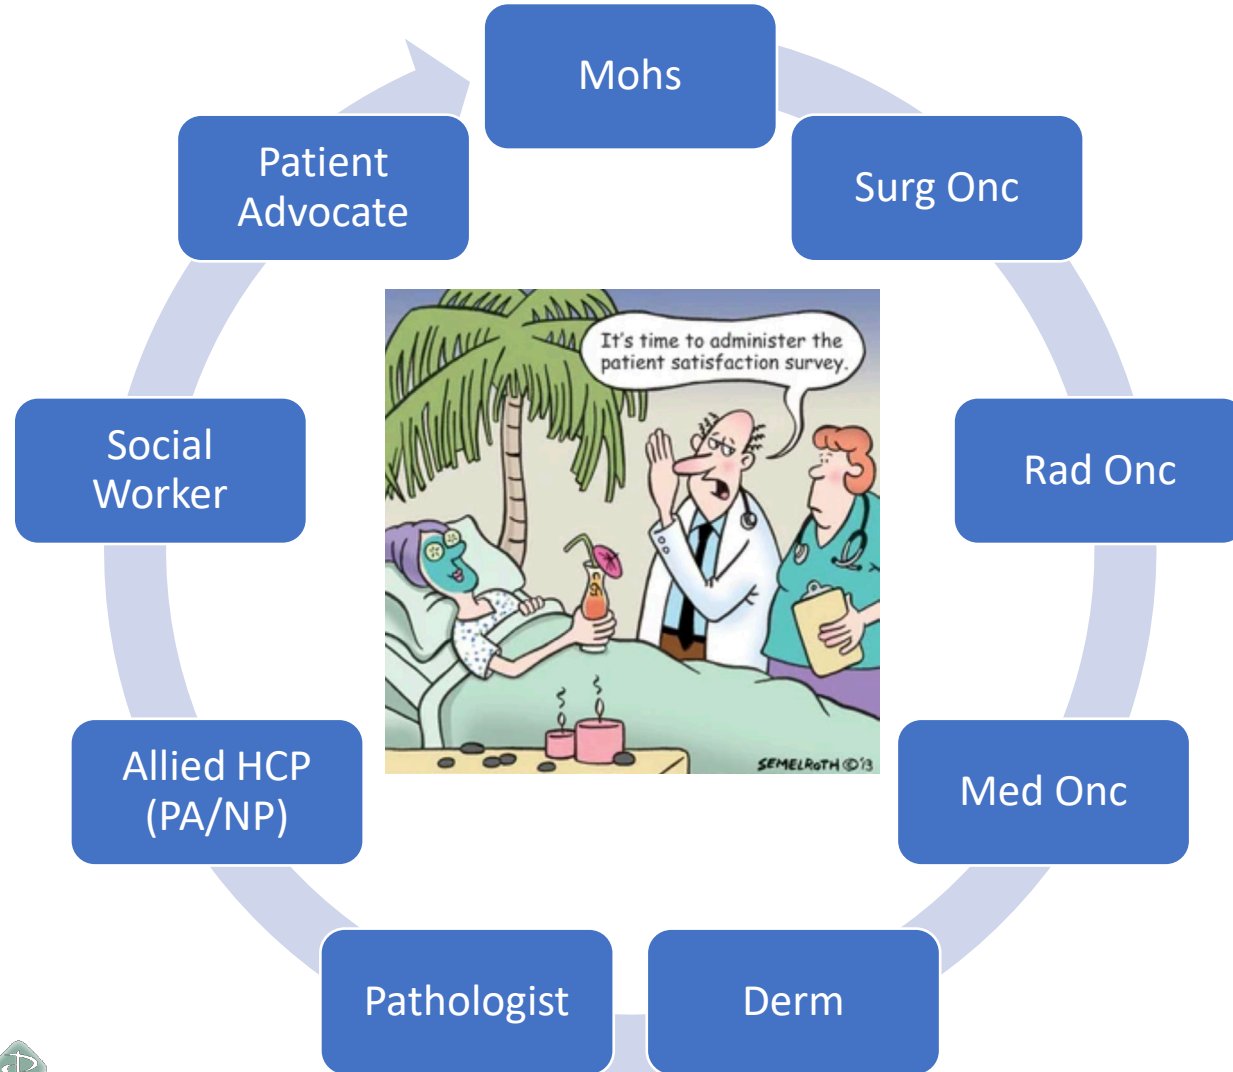 Mohs
Surg Onc
Rad Onc
Med Onc
Derm
Pathologist
Allied HCP
(PA/NP)
Social
Worker
Patient
Advocate
It's time to administer the
patient satisfaction survey.
SEMELROTH ©'13